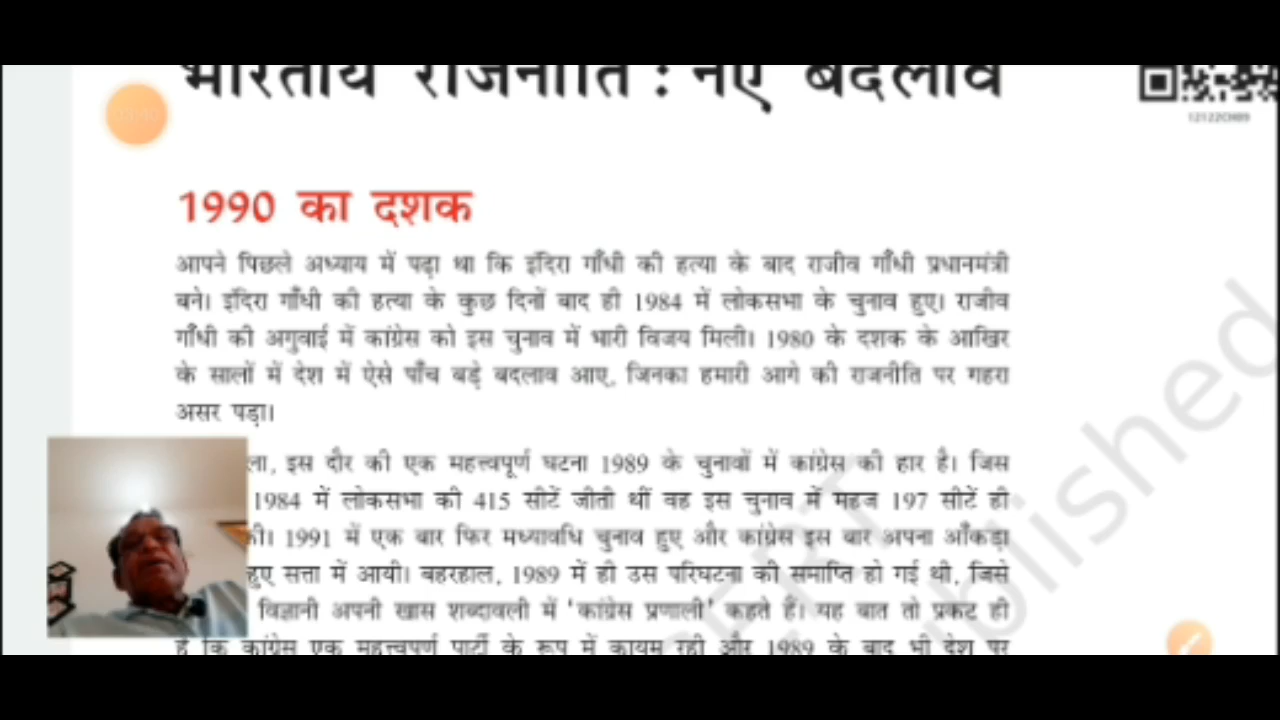 भारतीय राजनीति : नए बदलाव
12122CH09
1990 का दशक
आपने पिछले अध्याय में पढ़ा था कि इंदिरा गाँधी की हत्या के बाद राजीव गाँधी प्रधानमंत्री
बने। इंदिरा गाँधी की हत्या के कुछ दिनों बाद ही 1984 में लोकसभा के चुनाव हुए। राजीव
गाँधी की अगुवाई में कांग्रेस को इस चुनाव में भारी विजय मिली। 1980 के दशक के आखिर
के सालों में देश में ऐसे पाँच बड़े बदलाव आए, जिनका हमारी आगे की राजनीति पर गहरा
असर पड़ा।
ला, इस दौर की एक महत्त्वपूर्ण घटना 1989 के चुनावों में कांग्रेस की हार है। जिस
1984 में लोकसभा की 415 सीटें जीती थीं वह इस चुनाव में महज 197 सीटें ही
की। 1991 में एक बार फिर मध्यावधि चुनाव हुए और कांग्रेस इस बार अपना आँकड़ा
हुए सत्ता में आयी। बहरहाल, 1989 में ही उस परिघटना की समाप्ति हो गई थी, जिसे
विज्ञानी अपनी खास शब्दावली में 'कांग्रेस प्रणाली' कहते हैं। यह बात तो प्रकट ही
है कि कांग्रेस एक महत्त्वपूर्ण पार्टी के रूप में कायम रही और 1989 के बाद भी देश पर